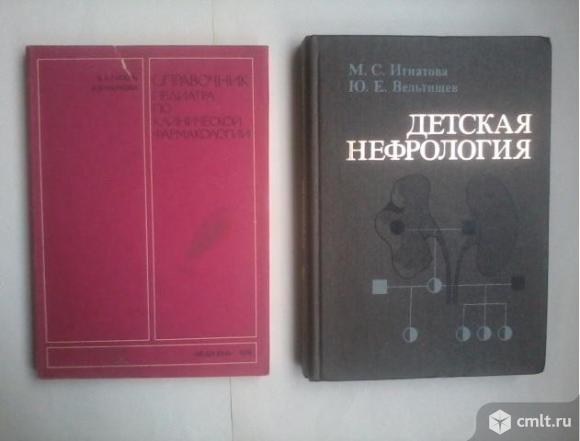 СПРАВОЧНИК
ПЕДИАТРА
ПО
КЛИНИЧЕСКОЙ
ФАРМАКОЛОГИИ
М. С. Игнатова
Ю. Е. Вельтищев
ДЕТСКАЯ
НЕФРОЛОГИЯ
cmlt.ru